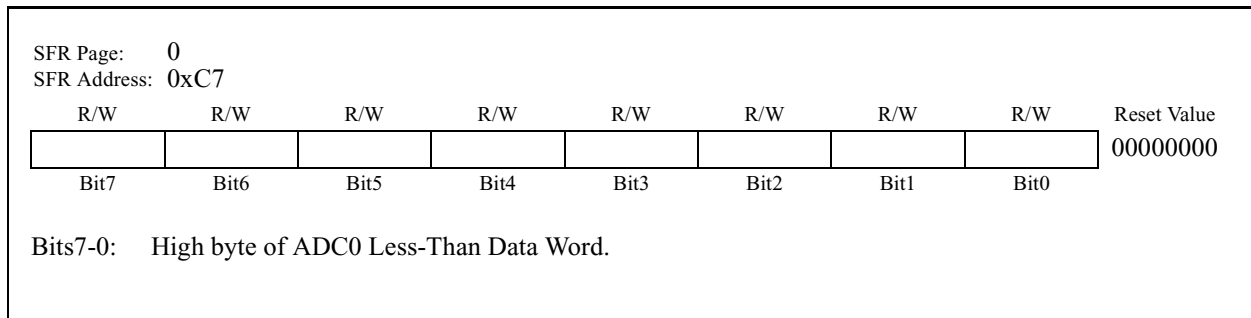 SFR Page: 0
SFR Address: 0xC7
R/W R/W R/W R/W R/W R/W R/W R/W Reset Value
00000000
Bit7 Bit6 Bit5 Bit4 Bit3 Bit2 Bit1 Bit0
Bits7-0: High byte of ADC0 Less-Than Data Word.